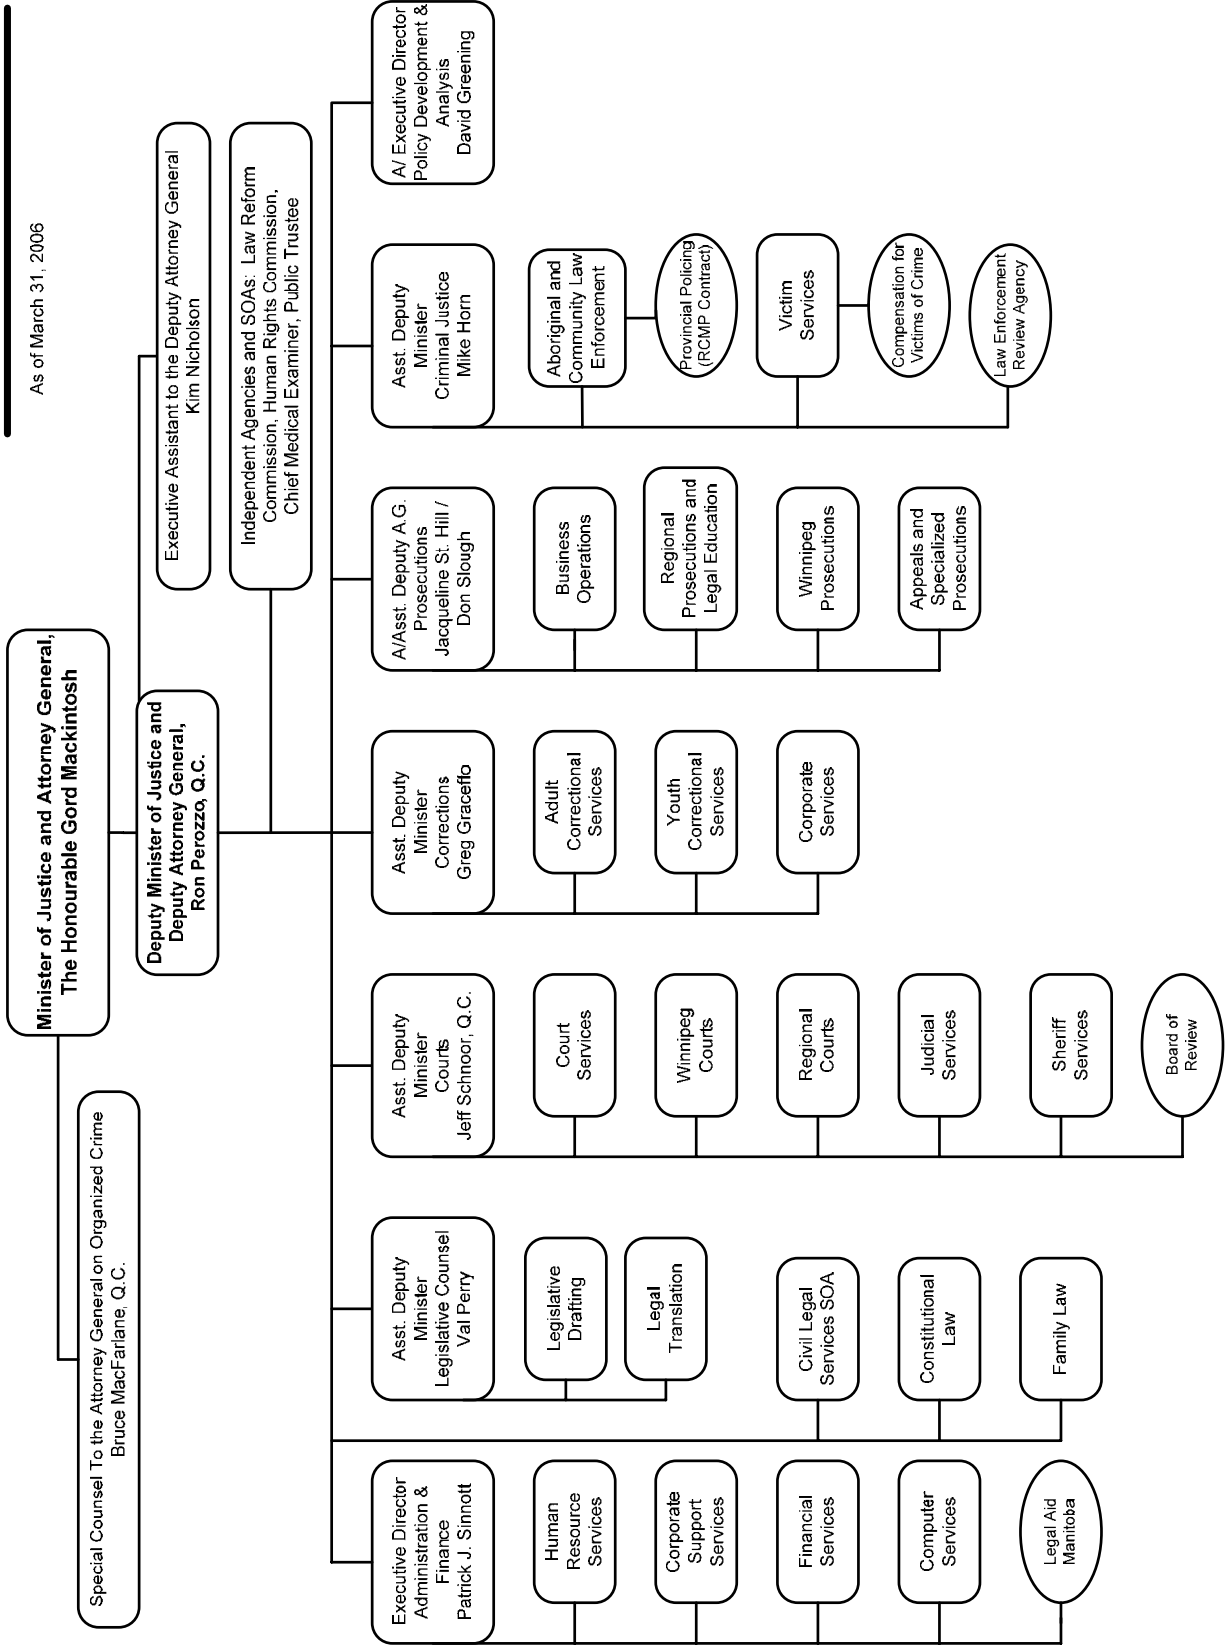 As of March 31, 2006
Minister of Justice and Attorney General,
The Honourable Gord Mackintosh
Special Counsel To the Attorney General on Organized Crime
Bruce MacFarlane, Q.C.
Deputy Minister of Justice and
Deputy Attorney General,
Ron Perozzo, Q.C.
Executive Assistant to the Deputy Attorney General
Kim Nicholson
Independent Agencies and SOAs: Law Reform
Commission, Human Rights Commission,
Chief Medical Examiner, Public Trustee
Executive Director
Administration &
Finance
Patrick J. Sinnott
Human
Resource
Services
Corporate
Support
Services
Financial
Services
Computer
Services
Legal Aid
Manitoba
Asst. Deputy
Minister
Legislative Counsel
Val Perry
Legislative
Drafting
Legal
Translation
Civil Legal
Services SOA
Constitutional
Law
Family Law
Asst. Deputy
Minister
Courts
Jeff Schnoor, Q.C.
Court
Services
Winnipeg
Courts
Regional
Courts
Judicial
Services
Sheriff
Services
Board of
Review
Asst. Deputy
Minister
Corrections
Greg Graceffo
Adult
Correctional
Services
Youth
Correctional
Services
Corporate
Services
A/Asst. Deputy A.G.
Prosecutions
Jacqueline St. Hill /
Don Slough
Business
Operations
Regional
Prosecutions and
Legal Education
Winnipeg
Prosecutions
Appeals and
Specialized
Prosecutions
Asst. Deputy
Minister
Criminal Justice
Mike Horn
Aboriginal and
Community Law
Enforcement
Provincial Policing
(RCMP Contract)
Victim
Services
Compensation for
Victims of Crime
Law Enforcement
Review Agency
A/ Executive Director
Policy Development &
Analysis
David Greening